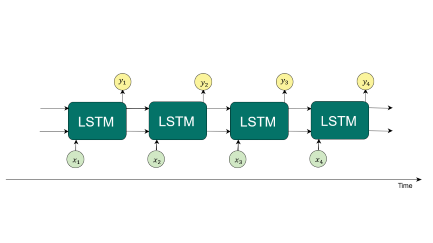 y₁ y₂ y₃ y₄
LSTM LSTM LSTM LSTM
x₁ x₂ x₃ x₄
Time